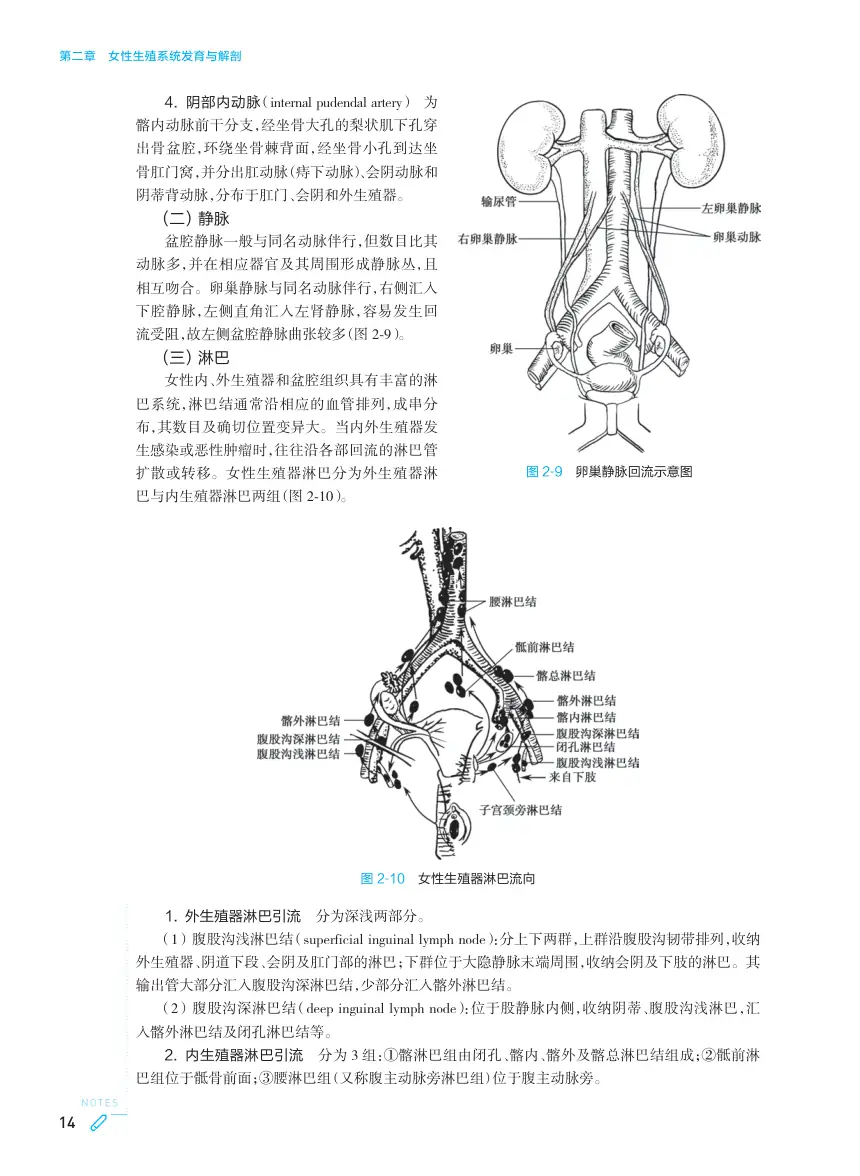 第二章　女性生殖系统发育与解剖
4. 阴部内动脉（internal pudendal artery）　为
髂内动脉前干分支，经坐骨大孔的梨状肌下孔穿
出骨盆腔，环绕坐骨棘背面，经坐骨小孔到达坐
骨肛门窝，并分出肛动脉（痔下动脉）、会阴动脉和
阴蒂背动脉，分布于肛门、会阴和外生殖器。
（二）静脉
盆腔静脉一般与同名动脉伴行，但数目比其
动脉多，并在相应器官及其周围形成静脉丛，且
相互吻合。卵巢静脉与同名动脉伴行，右侧汇入
下腔静脉，左侧直角汇入左肾静脉，容易发生回
流受阻，故左侧盆腔静脉曲张较多（图 2-9）。
（三）淋巴
女性内、外生殖器和盆腔组织具有丰富的淋
巴系统，淋巴结通常沿相应的血管排列，成串分
布，其数目及确切位置变异大。当内外生殖器发
生感染或恶性肿瘤时，往往沿各部回流的淋巴管
扩散或转移。女性生殖器淋巴分为外生殖器淋
巴与内生殖器淋巴两组（图 2-10）。
输尿管
左卵巢静脉
右卵巢静脉
卵巢动脉
卵巢
图 2-9　卵巢静脉回流示意图
腰淋巴结
骶前淋巴结
髂总淋巴结
髂外淋巴结
髂内淋巴结
腹股沟深淋巴结
闭孔淋巴结
腹股沟浅淋巴结
来自下肢
髂外淋巴结
腹股沟深淋巴结
腹股沟浅淋巴结
子宫颈旁淋巴结
图 2-10　女性生殖器淋巴流向
1. 外生殖器淋巴引流　分为深浅两部分。
（1）腹股沟浅淋巴结（superficial inguinal lymph node）：分上下两群，上群沿腹股沟韧带排列，收纳
外生殖器、阴道下段、会阴及肛门部的淋巴；下群位于大隐静脉末端周围，收纳会阴及下肢的淋巴。其
输出管大部分汇入腹股沟深淋巴结，少部分汇入髂外淋巴结。
（2）腹股沟深淋巴结（deep inguinal lymph node）：位于股静脉内侧，收纳阴蒂、腹股沟浅淋巴，汇
入髂外淋巴结及闭孔淋巴结等。
2. 内生殖器淋巴引流　分为 3 组：①髂淋巴组由闭孔、髂内、髂外及髂总淋巴结组成；②骶前淋
巴组位于骶骨前面；③腰淋巴组（又称腹主动脉旁淋巴组）位于腹主动脉旁。
NOTES
14